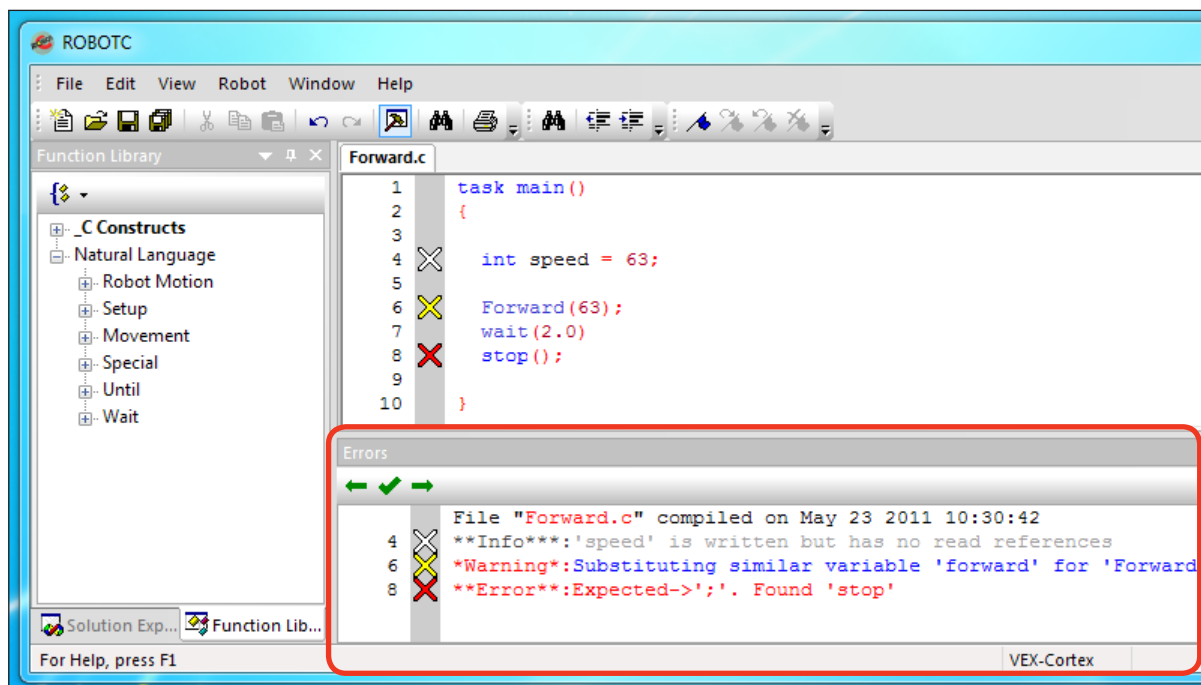 ROBOTC
File Edit View Robot Window Help
Function Library
_C Constructs
Natural Language
Robot Motion
Setup
Movement
Special
Until
Wait
Solution Exp... Function Lib...
Forward.c
1 task main()
2 {
3
4 int speed = 63;
5
6 Forward(63);
7 wait(2.0)
8 stop();
9
10 }
Errors
File "Forward.c" compiled on May 23 2011 10:30:42
4 **Info***:'speed' is written but has no read references
6 *Warning*:Substituting similar variable 'forward' for 'Forward
8 **Error**:Expected->';'. Found 'stop'
For Help, press F1 VEX-Cortex